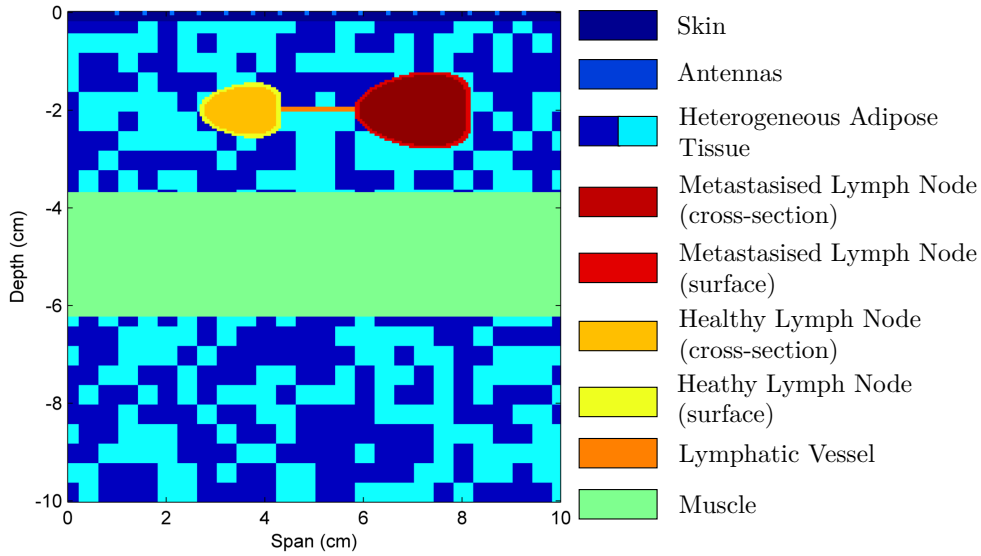 0
-2
-4
-6
-8
-10
Depth (cm)
0 2 4 6 8 10
Span (cm)
Skin
Antennas
Heterogeneous Adipose
Tissue
Metastasised Lymph Node
(cross-section)
Metastasised Lymph Node
(surface)
Healthy Lymph Node
(cross-section)
Heathy Lymph Node
(surface)
Lymphatic Vessel
Muscle